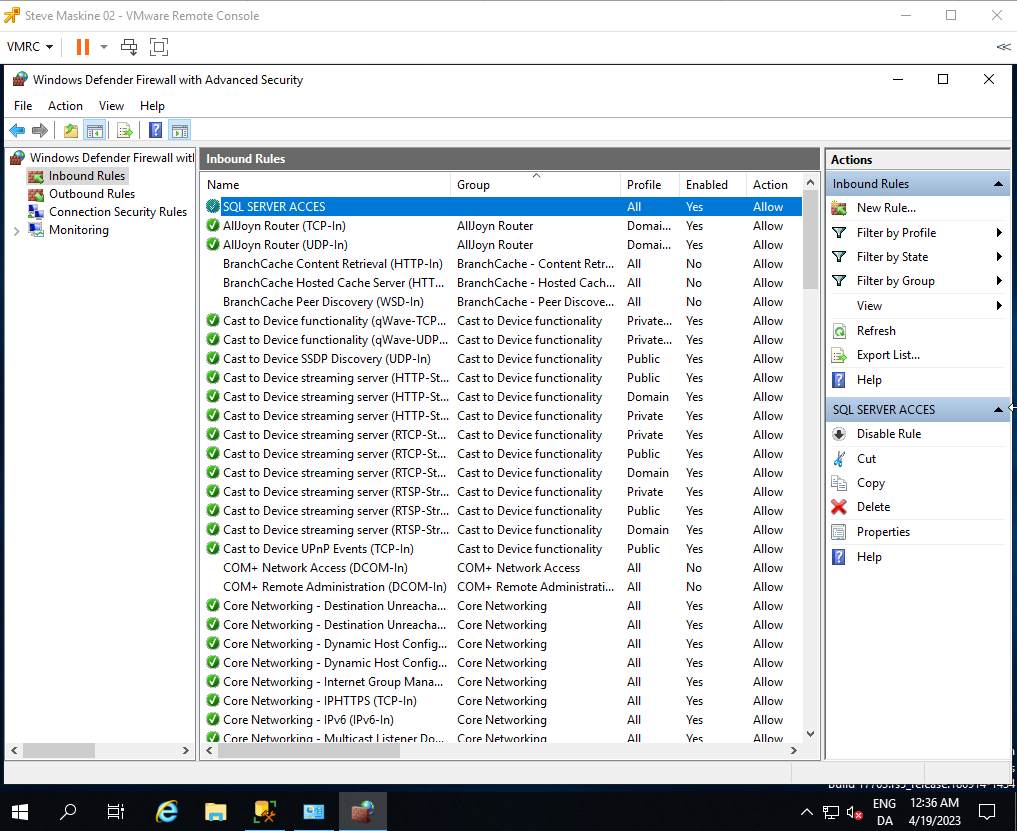 Steve Maskine 02 - VMware Remote Console
VMRC
Windows Defender Firewall with Advanced Security
File Action View Help
Windows Defender Firewall wit
Inbound Rules
Outbound Rules
Connection Security Rules
Monitoring
Inbound Rules
Name Group Profile Enabled Action
SQL SERVER ACCES All Yes Allow
AllJoyn Router (TCP-In) AllJoyn Router Domai... Yes Allow
AllJoyn Router (UDP-In) AllJoyn Router Domai... Yes Allow
BranchCache Content Retrieval (HTTP-In) BranchCache - Content Retr... All No Allow
BranchCache Hosted Cache Server (HTT... BranchCache - Hosted Cach... All No Allow
BranchCache Peer Discovery (WSD-In) BranchCache - Peer Discove... All No Allow
Cast to Device functionality (qWave-TCP... Cast to Device functionality Private... Yes Allow
Cast to Device functionality (qWave-UDP... Cast to Device functionality Private... Yes Allow
Cast to Device SSDP Discovery (UDP-In) Cast to Device functionality Public Yes Allow
Cast to Device streaming server (HTTP-St... Cast to Device functionality Public Yes Allow
Cast to Device streaming server (HTTP-St... Cast to Device functionality Domain Yes Allow
Cast to Device streaming server (HTTP-St... Cast to Device functionality Private Yes Allow
Cast to Device streaming server (RTCP-St... Cast to Device functionality Private Yes Allow
Cast to Device streaming server (RTCP-St... Cast to Device functionality Public Yes Allow
Cast to Device streaming server (RTCP-St... Cast to Device functionality Domain Yes Allow
Cast to Device streaming server (RTSP-Str... Cast to Device functionality Private Yes Allow
Cast to Device streaming server (RTSP-Str... Cast to Device functionality Public Yes Allow
Cast to Device streaming server (RTSP-Str... Cast to Device functionality Domain Yes Allow
Cast to Device UPnP Events (TCP-In) Cast to Device functionality Public Yes Allow
COM+ Network Access (DCOM-In) COM+ Network Access All No Allow
COM+ Remote Administration (DCOM-In) COM+ Remote Administrati... All No Allow
Core Networking - Destination Unreacha... Core Networking All Yes Allow
Core Networking - Destination Unreacha... Core Networking All Yes Allow
Core Networking - Dynamic Host Config... Core Networking All Yes Allow
Core Networking - Dynamic Host Config... Core Networking All Yes Allow
Core Networking - Internet Group Mana... Core Networking All Yes Allow
Core Networking - IPHTTPS (TCP-In) Core Networking All Yes Allow
Core Networking - IPv6 (IPv6-In) Core Networking All Yes Allow
Core Networking - Multicast Listener Do... Core Networking All Yes Allow
Actions
Inbound Rules
New Rule...
Filter by Profile
Filter by State
Filter by Group
View
Refresh
Export List...
Help
SQL SERVER ACCES
Disable Rule
Cut
Copy
Delete
Properties
Help
ENG 12:36 AM
DA 4/19/2023